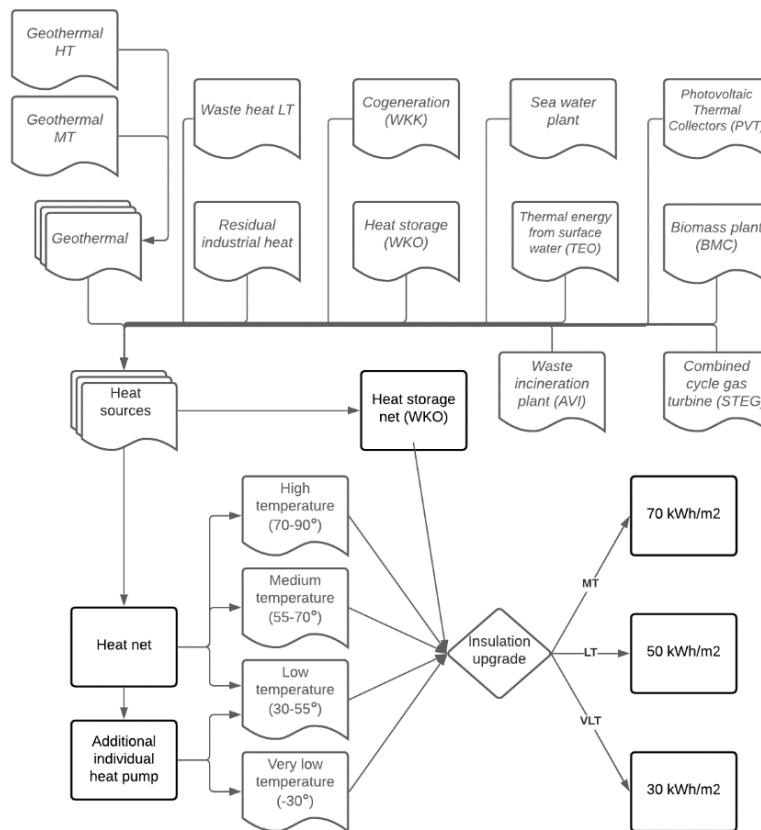 Geothermal
HT
Geothermal
MT
Waste heat LT
Cogeneration
(WKK)
Sea water
plant
Photovoltaic
Thermal
Collectors (PVT)
Geothermal
Residual
industrial heat
Heat storage
(WKO)
Thermal energy
from surface
water (TEO)
Biomass plant
(BMC)
Heat
sources
Heat storage
net (WKO)
Waste
incineration
plant (AVI)
Combined
cycle gas
turbine (STEG)
High
temperature
(70-90°)
Medium
temperature
(55-70°)
Low
temperature
(30-55°)
Very low
temperature
(-30°)
Heat net
Additional
individual
heat pump
Insulation
upgrade
MT
LT
VLT
70 kWh/m2
50 kWh/m2
30 kWh/m2